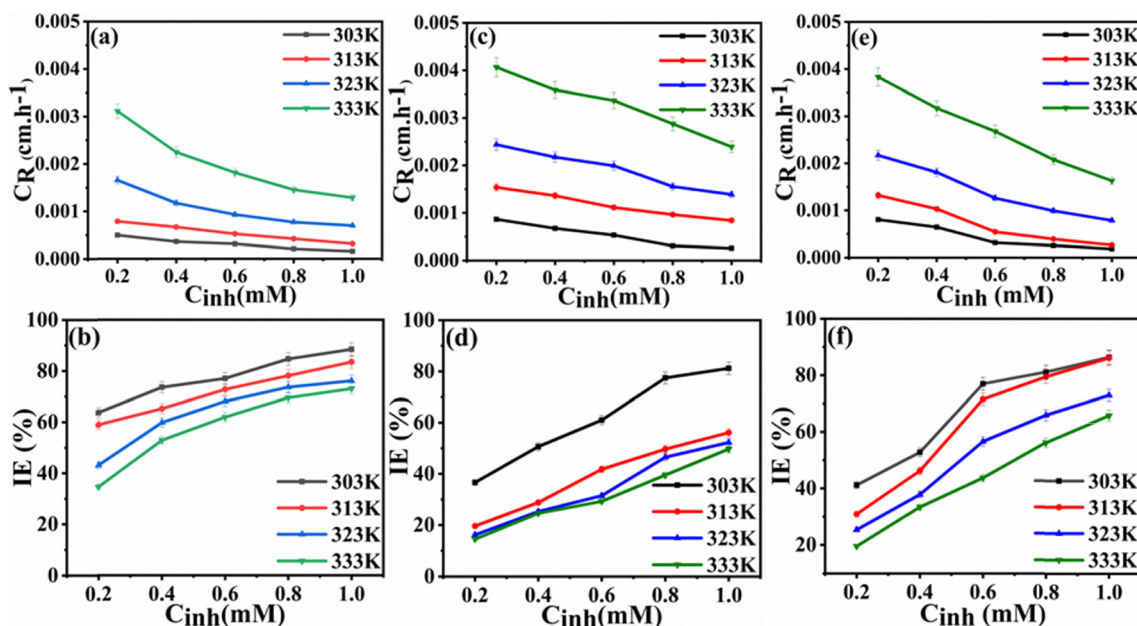 (a)
303K
313K
323K
333K
0.005
0.004
0.003
0.002
0.001
0.000
CR (cm.h-1)
0.2 0.4 0.6 0.8 1.0
Cinh(mM)
(c)
303K
313K
323K
333K
0.005
0.004
0.003
0.002
0.001
0.000
CR (cm.h-1)
0.2 0.4 0.6 0.8 1.0
Cinh(mM)
(e)
303K
313K
323K
333K
0.005
0.004
0.003
0.002
0.001
0.000
CR (cm.h-1)
0.2 0.4 0.6 0.8 1.0
Cinh (mM)
(b)
100
80
60
40
20
0
IE (%)
303K
313K
323K
333K
0.2 0.4 0.6 0.8 1.0
Cinh(mM)
(d)
100
80
60
40
20
0
IE (%)
303K
313K
323K
333K
0.2 0.4 0.6 0.8 1.0
Cinh(mM)
(f)
100
80
60
40
20
IE (%)
303K
313K
323K
333K
0.2 0.4 0.6 0.8 1.0
Cinh (mM)